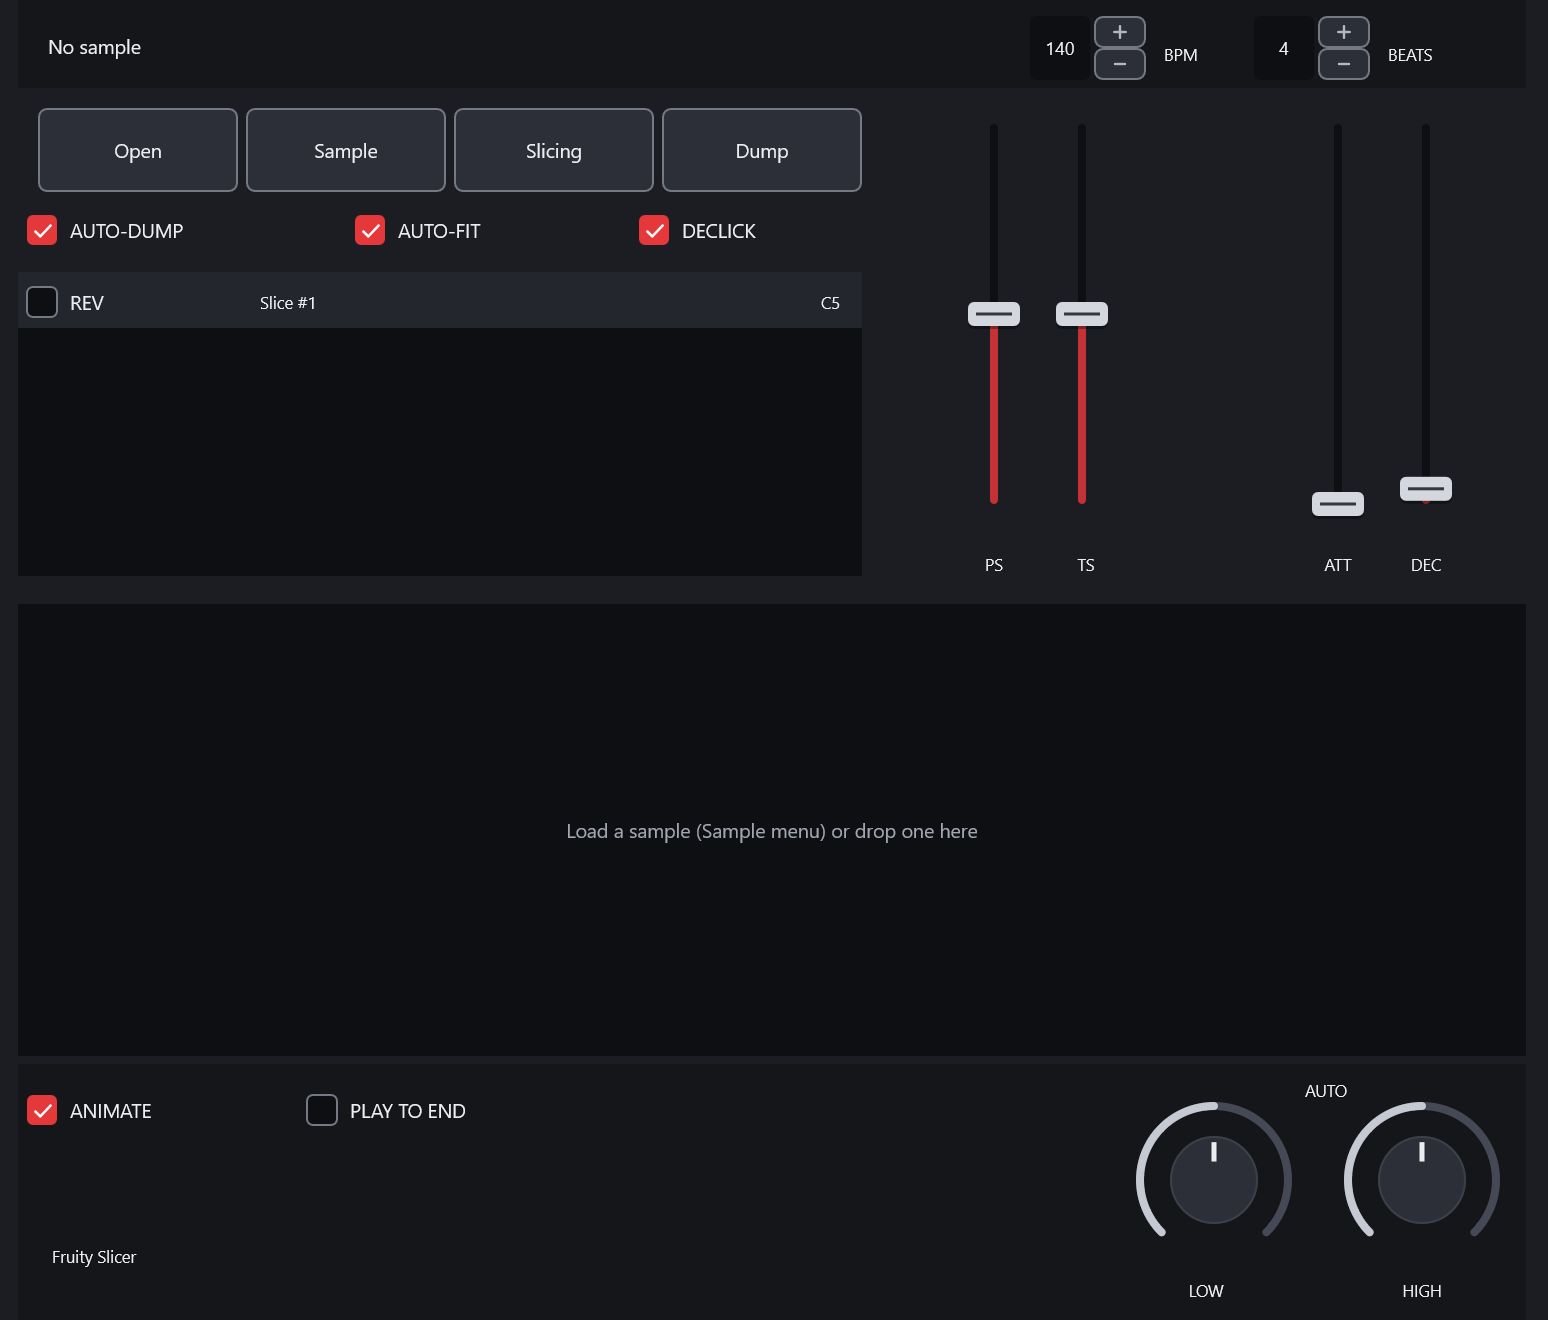 No sample
140
BPM
4
BEATS
Open
Sample
Slicing
Dump
AUTO-DUMP
AUTO-FIT
DECLICK
REV
Slice #1
C5
PS
TS
ATT
DEC
Load a sample (Sample menu) or drop one here
ANIMATE
PLAY TO END
AUTO
Fruity Slicer
LOW
HIGH